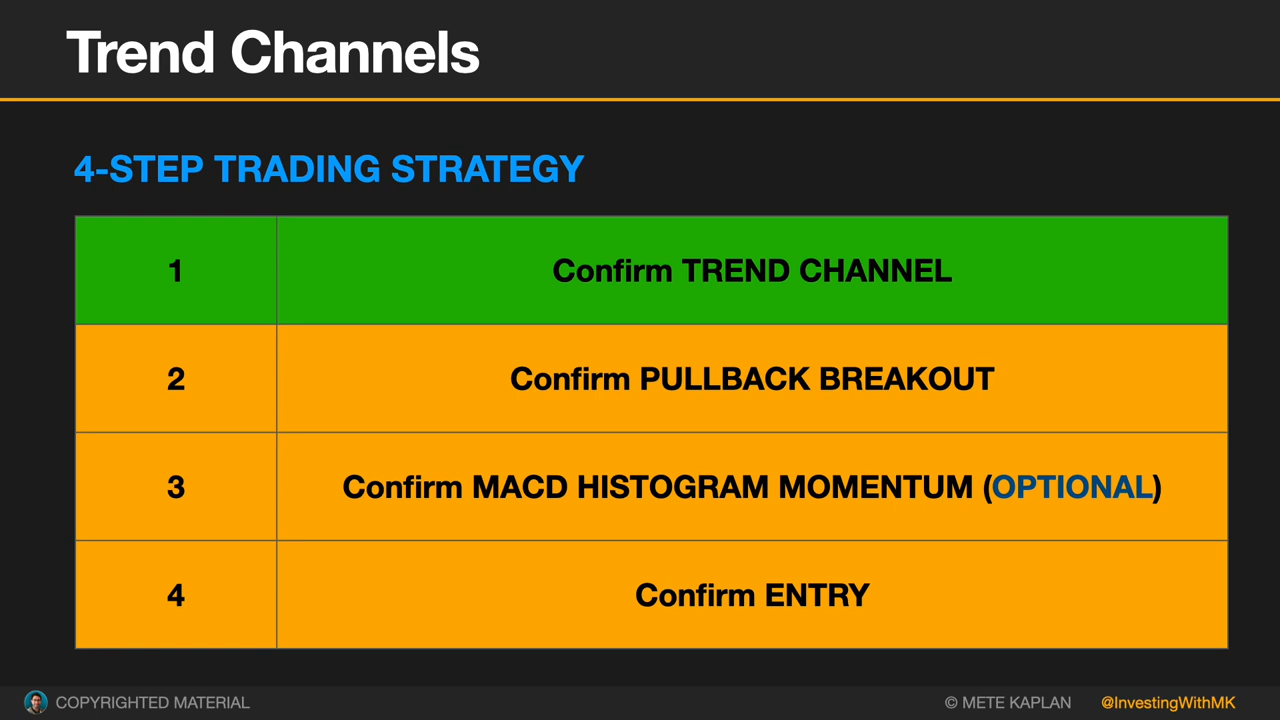 Trend Channels
4-STEP TRADING STRATEGY
1 Confirm TREND CHANNEL
2 Confirm PULLBACK BREAKOUT
3 Confirm MACD HISTOGRAM MOMENTUM (OPTIONAL)
4 Confirm ENTRY
COPYRIGHTED MATERIAL © METE KAPLAN @InvestingWithMK